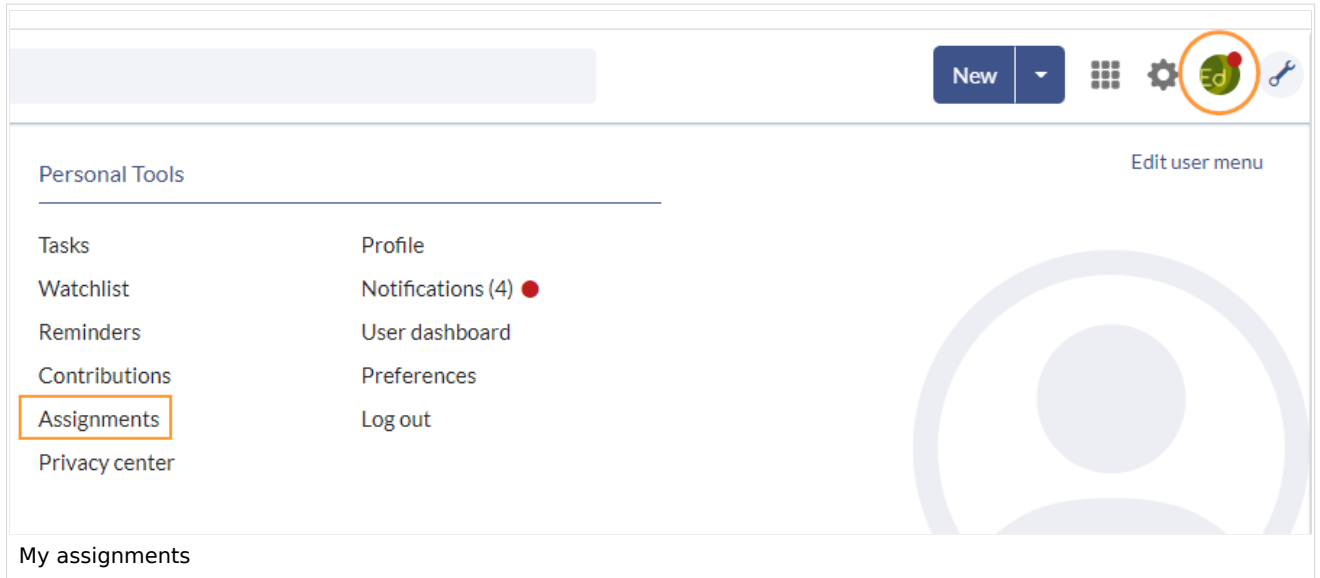 New
Ed
Personal Tools
Edit user menu
Tasks
Profile
Watchlist
Notifications (4)
Reminders
User dashboard
Contributions
Preferences
Assignments
Log out
Privacy center
My assignments